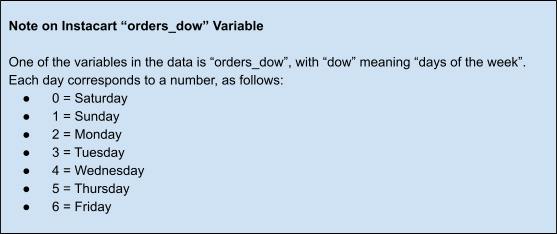 Note on Instacart “orders_dow” Variable
One of the variables in the data is “orders_dow”, with “dow” meaning “days of the week”.
Each day corresponds to a number, as follows:
● 0 = Saturday
● 1 = Sunday
● 2 = Monday
● 3 = Tuesday
● 4 = Wednesday
● 5 = Thursday
● 6 = Friday